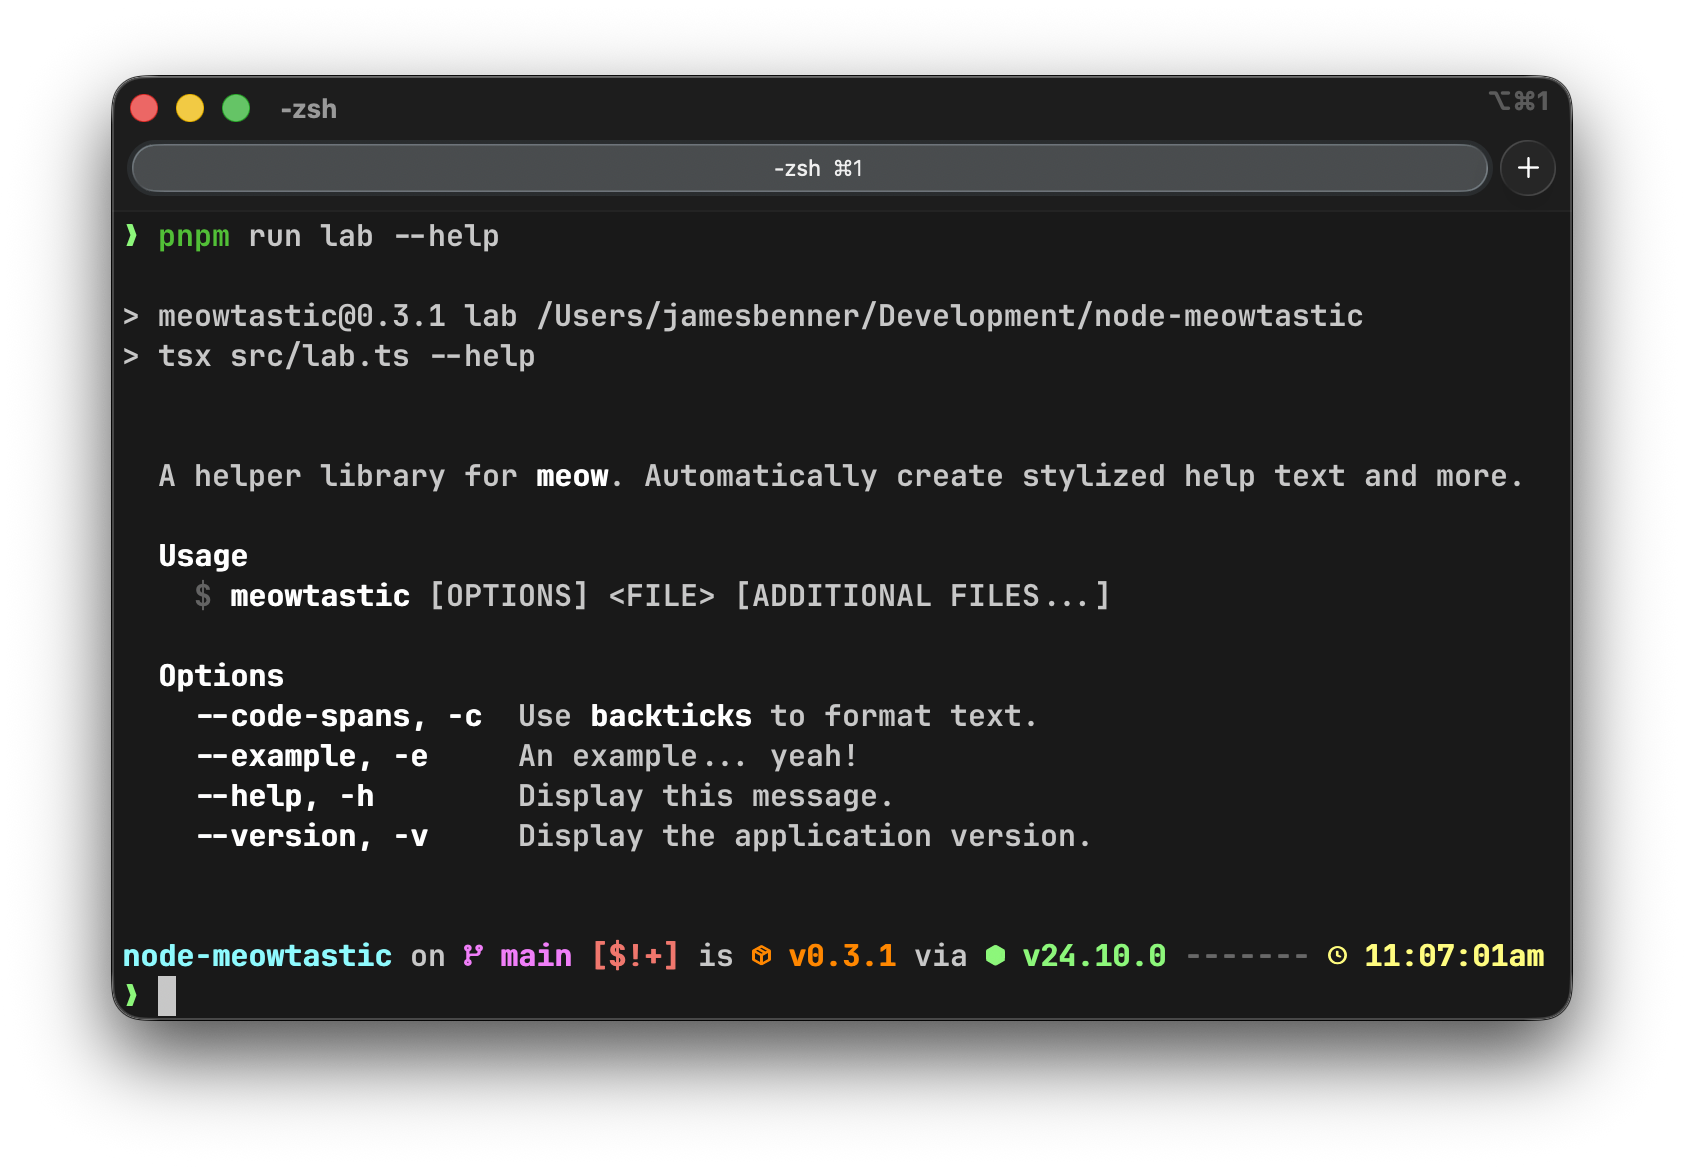 -zsh
⌥⌘1
-zsh ⌘1
+
❱ pnpm run lab --help
> meowtastic@0.3.1 lab /Users/jamesbenner/Development/node-meowtastic
> tsx src/lab.ts --help
A helper library for meow. Automatically create stylized help text and more.
Usage
$ meowtastic [OPTIONS] <FILE> [ADDITIONAL FILES...]
Options
--code-spans, -c  Use backticks to format text.
--example, -e     An example... yeah!
--help, -h        Display this message.
--version, -v     Display the application version.
node-meowtastic on main [$!+] is v0.3.1 via v24.10.0 ------- 11:07:01am
❱